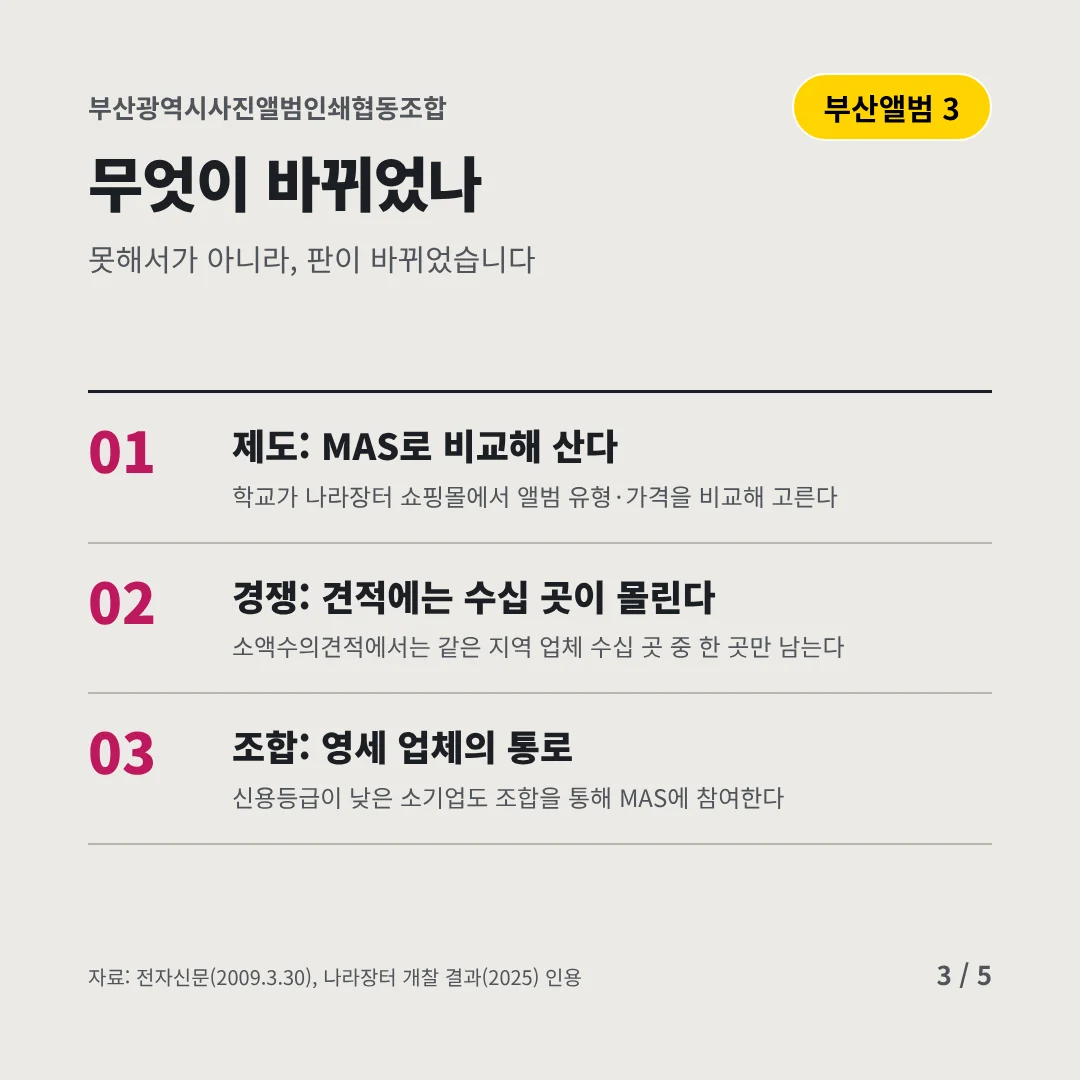 부산광역시사진앨범인쇄협동조합
부산앨범 3
무엇이 바뀌었나
못해서가 아니라, 판이 바뀌었습니다
01
제도: MAS로 비교해 산다
학교가 나라장터 쇼핑몰에서 앨범 유형·가격을 비교해 고른다
02
경쟁: 견적에는 수십 곳이 몰린다
소액수의견적에서는 같은 지역 업체 수십 곳 중 한 곳만 남는다
03
조합: 영세 업체의 통로
신용등급이 낮은 소기업도 조합을 통해 MAS에 참여한다
자료: 전자신문(2009.3.30), 나라장터 개찰 결과(2025) 인용
3 / 5